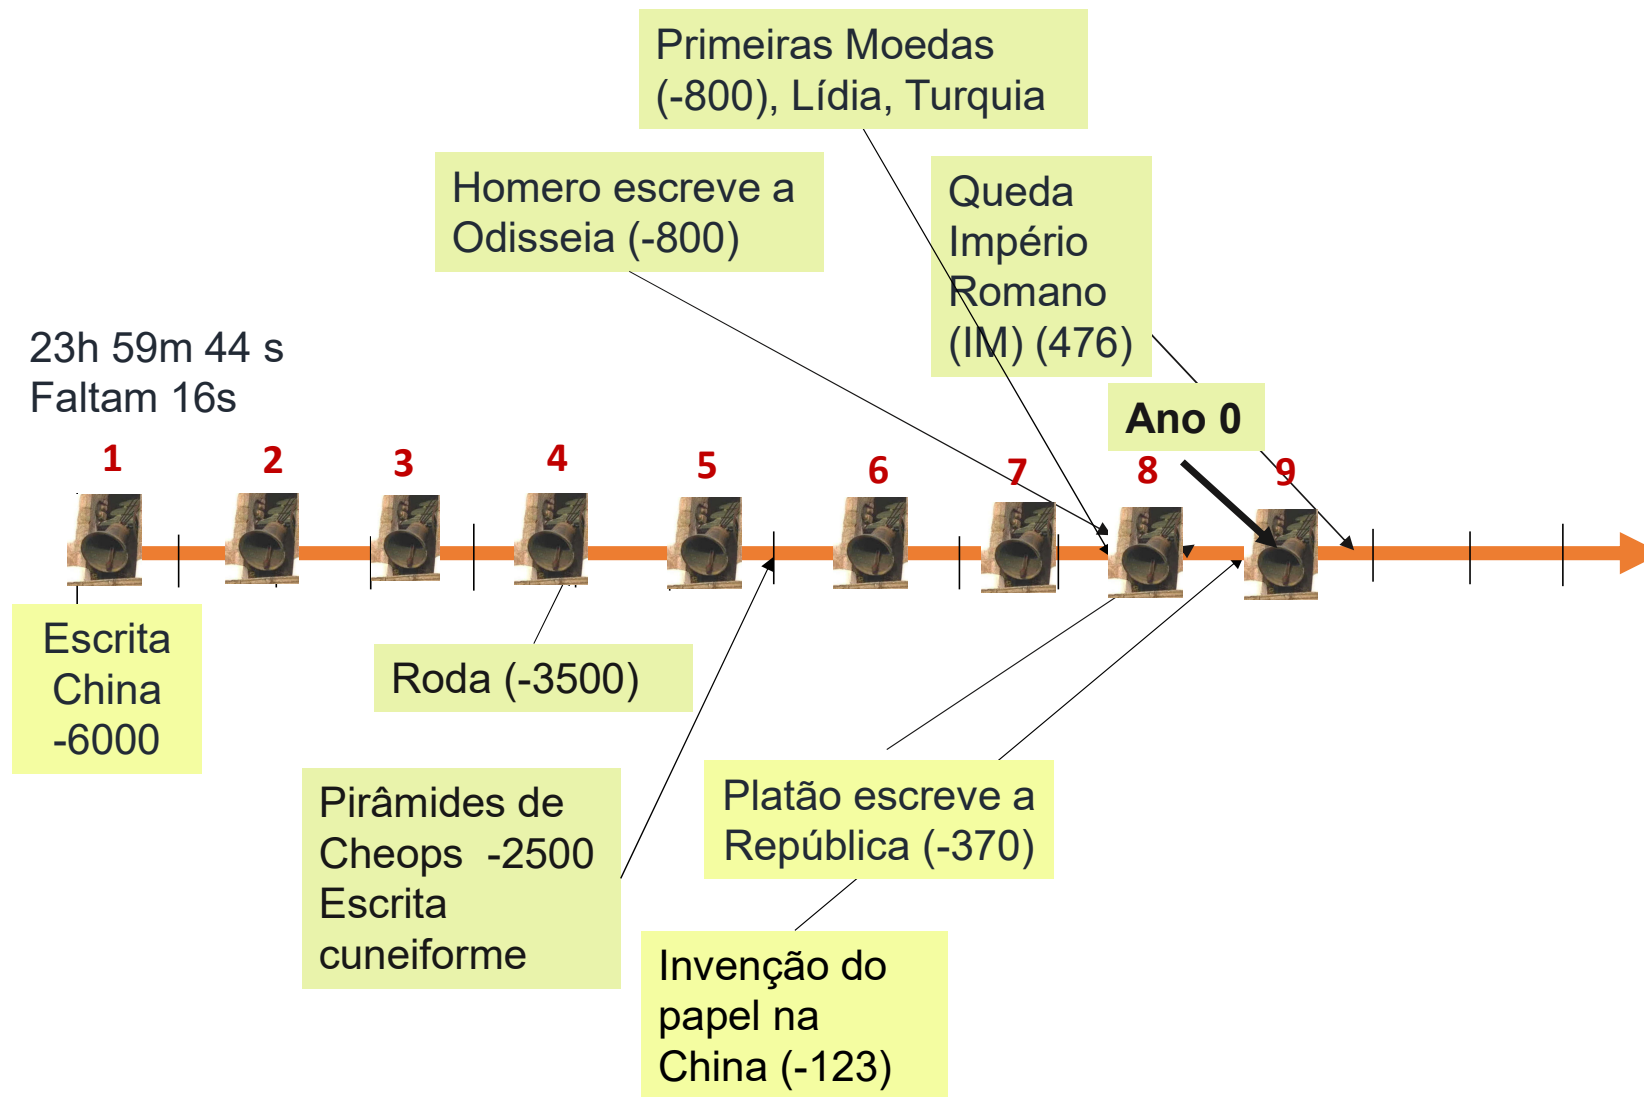 Primeiras Moedas
(-800), Lídia, Turquia
Homero escreve a
Odisseia (-800)
Queda
Império
Romano
(IM) (476)
23h 59m 44 s
Faltam 16s
Ano 0
1
2
3
4
5
6
7
8
9
Escrita
China
-6000
Roda (-3500)
Pirâmides de
Cheops -2500
Escrita
cuneiforme
Platão escreve a
República (-370)
Invenção do
papel na
China (-123)